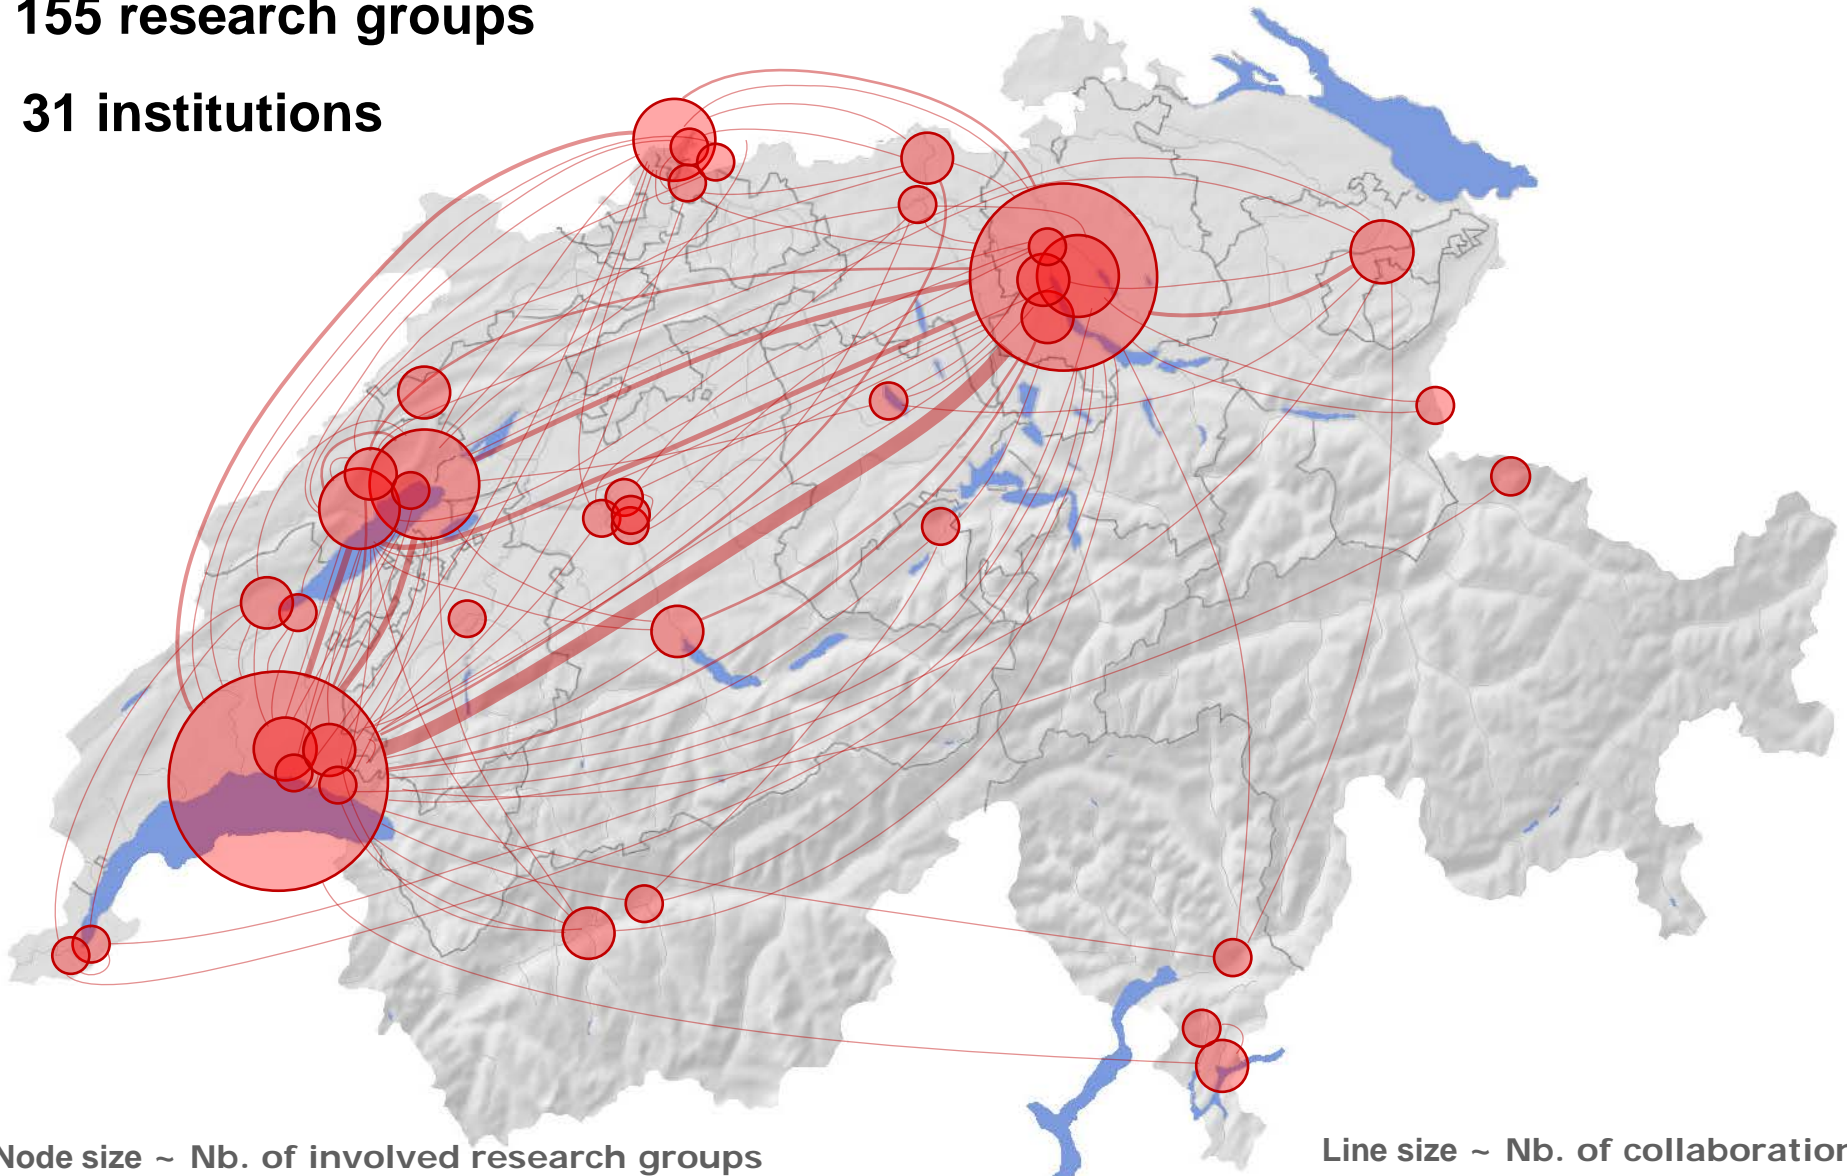 155 research groups
31 institutions
Node size ~ Nb. of involved research groups
Line size ~ Nb. of collaboration